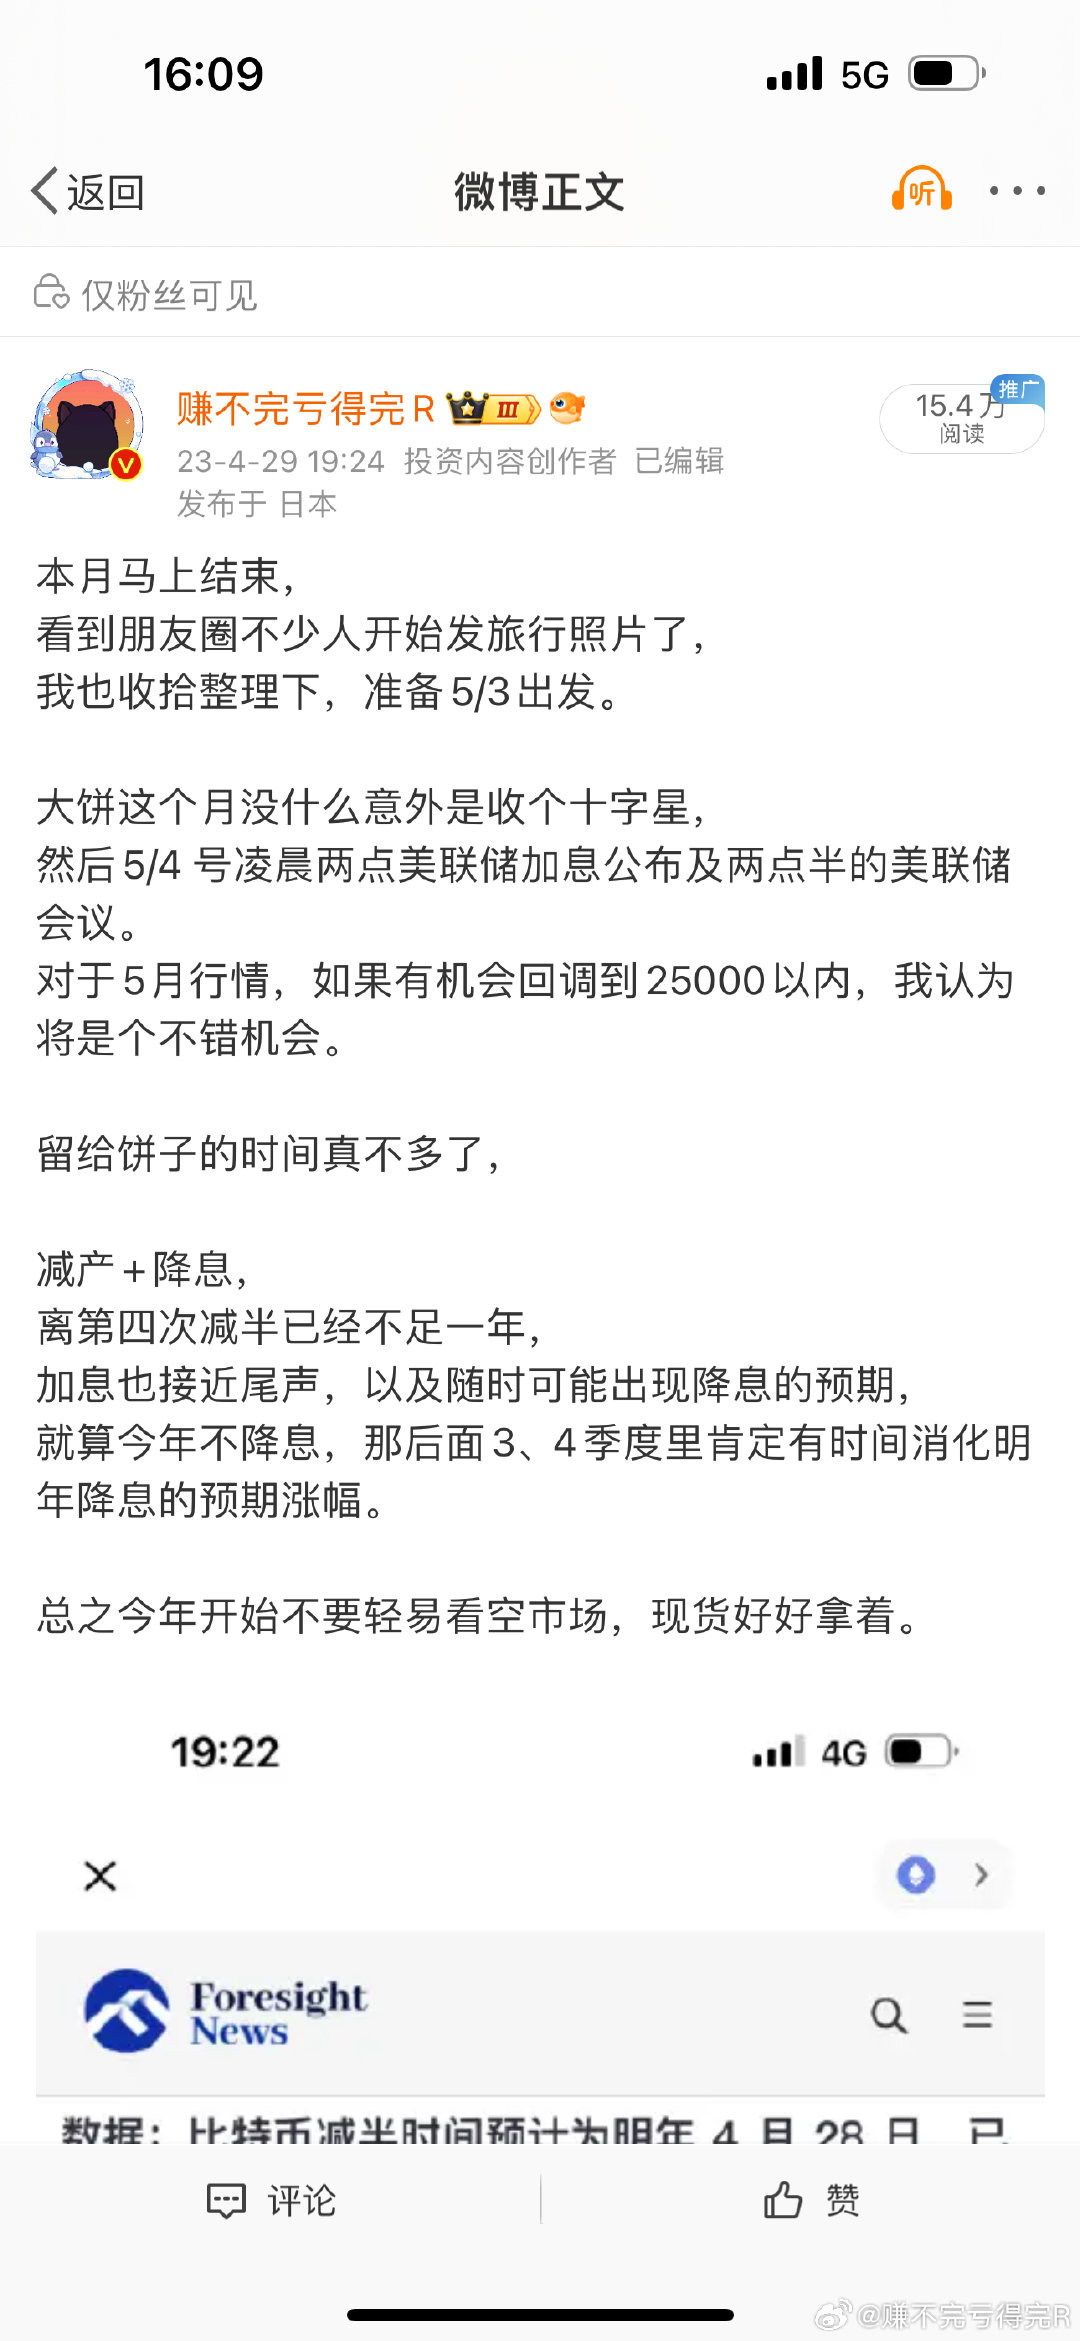 16:09
5G
返回
微博正文
听
仅粉丝可见
赚不完亏得完R
III
推广
15.4万
阅读
23-4-29 19:24 投资内容创作者 已编辑
发布于 日本
本月马上结束，
看到朋友圈不少人开始发旅行照片了，
我也收拾整理下，准备5/3出发。
大饼这个月没什么意外是收个十字星，
然后5/4 号凌晨两点美联储加息公布及两点半的美联储
会议。
对于5月行情，如果有机会回调到25000以内，我认为
将是个不错机会。
留给饼子的时间真不多了，
减产+降息，
离第四次减半已经不足一年，
加息也接近尾声，以及随时可能出现降息的预期，
就算今年不降息，那后面3、4季度里肯定有时间消化明
年降息的预期涨幅。
总之今年开始不要轻易看空市场，现货好好拿着。
19:22
4G
Foresight
News
数据：比特币减半时间预计为明年 4 月 28 日，已
评论
赞
@赚不完亏得完R